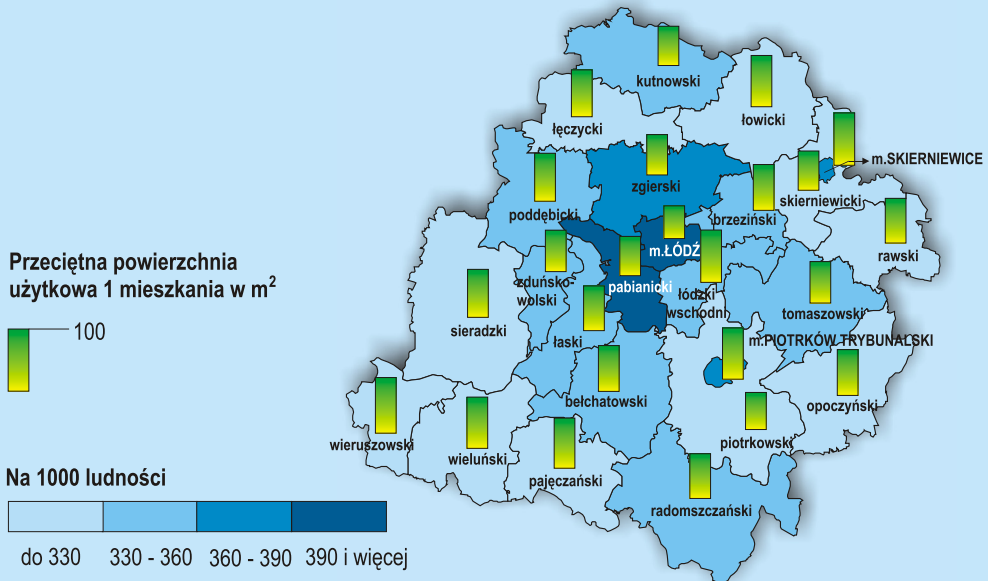 kutnowski
łęczycki
łowicki
m.SKIERNIEWICE
zgierski
skierniewicki
poddębicki
brzeziński
m.ŁÓDŹ
rawski
Przeciętna powierzchnia
użytkowa 1 mieszkania w m²
zduńsko-
wolski
pabianicki
łódzki
wschodni
100
sieradzki
tomaszowski
łaski
m.PIOTRKÓW TRYBUNALSKI
bełchatowski
opoczyński
wieruszowski
piotrkowski
wieluński
pajęczański
Na 1000 ludności
radomszczański
do 330
330 - 360
360 - 390
390 i więcej